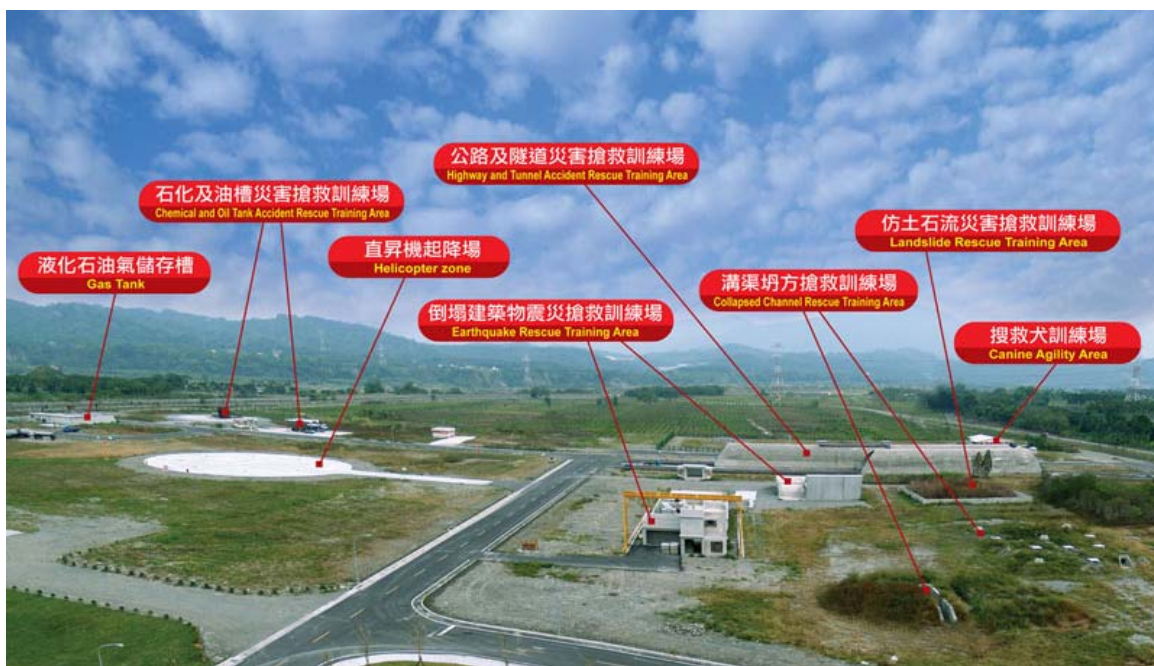 公路及隧道災害搶救訓練場
Highway and Tunnel Accident Rescue Training Area
石化及油槽災害搶救訓練場
Chemical and Oil Tank Accident Rescue Training Area
仿土石流災害搶救訓練場
Landslide Rescue Training Area
直昇機起降場
Helicopter zone
液化石油氣儲存槽
Gas Tank
溝渠坍方搶救訓練場
Collapsed Channel Rescue Training Area
倒塌建築物震災搶救訓練場
Earthquake Rescue Training Area
搜救犬訓練場
Canine Agility Area